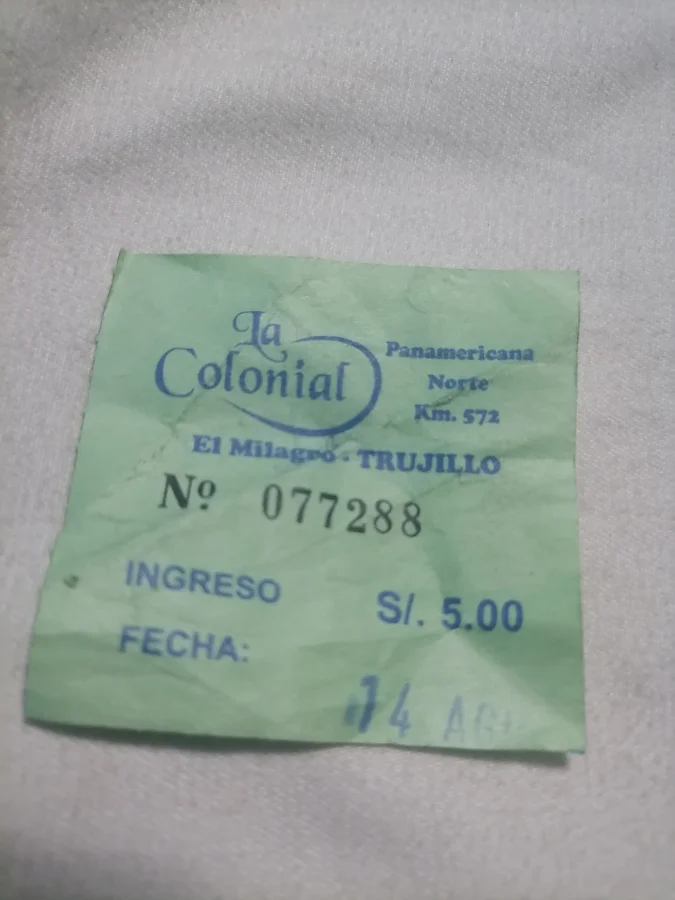 La
Colonial
Panamericana
Norte
Km. 572
El Milagro - TRUJILLO
Nº 077288
INGRESO S/. 5.00
FECHA:
14